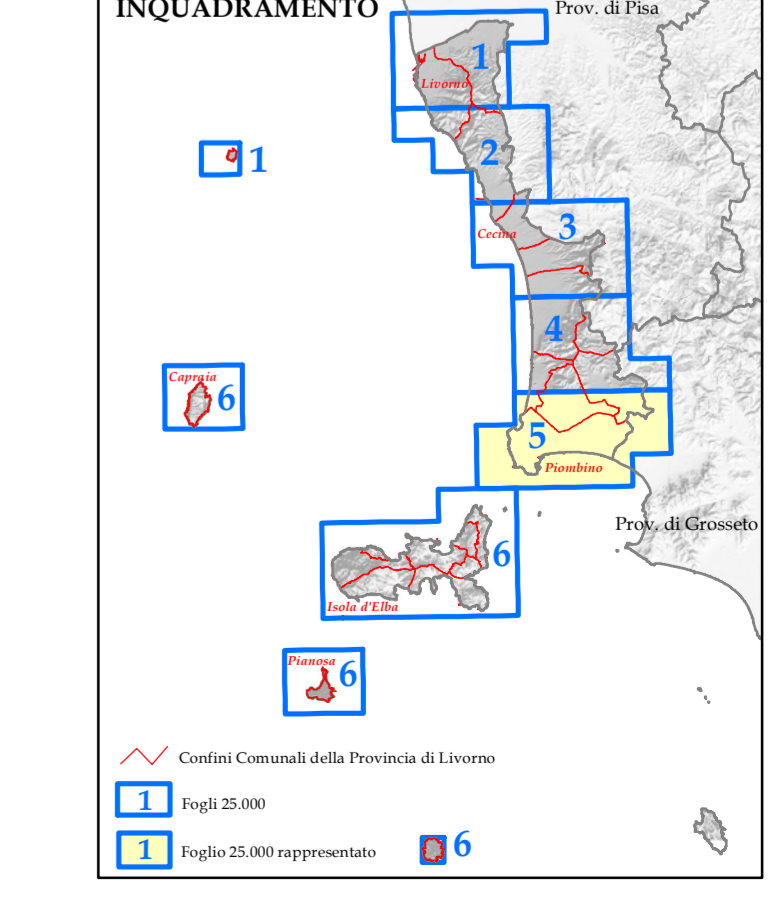 INQUADRAMENTO
Prov. di Pisa
1
Livorno
1
2
3
Cecina
4
Capraia
6
5
Piombino
Prov. di Grosseto
6
Isola d'Elba
Pianosa
6
Confini Comunali della Provincia di Livorno
1 Fogli 25.000
1 Foglio 25.000 rappresentato
6